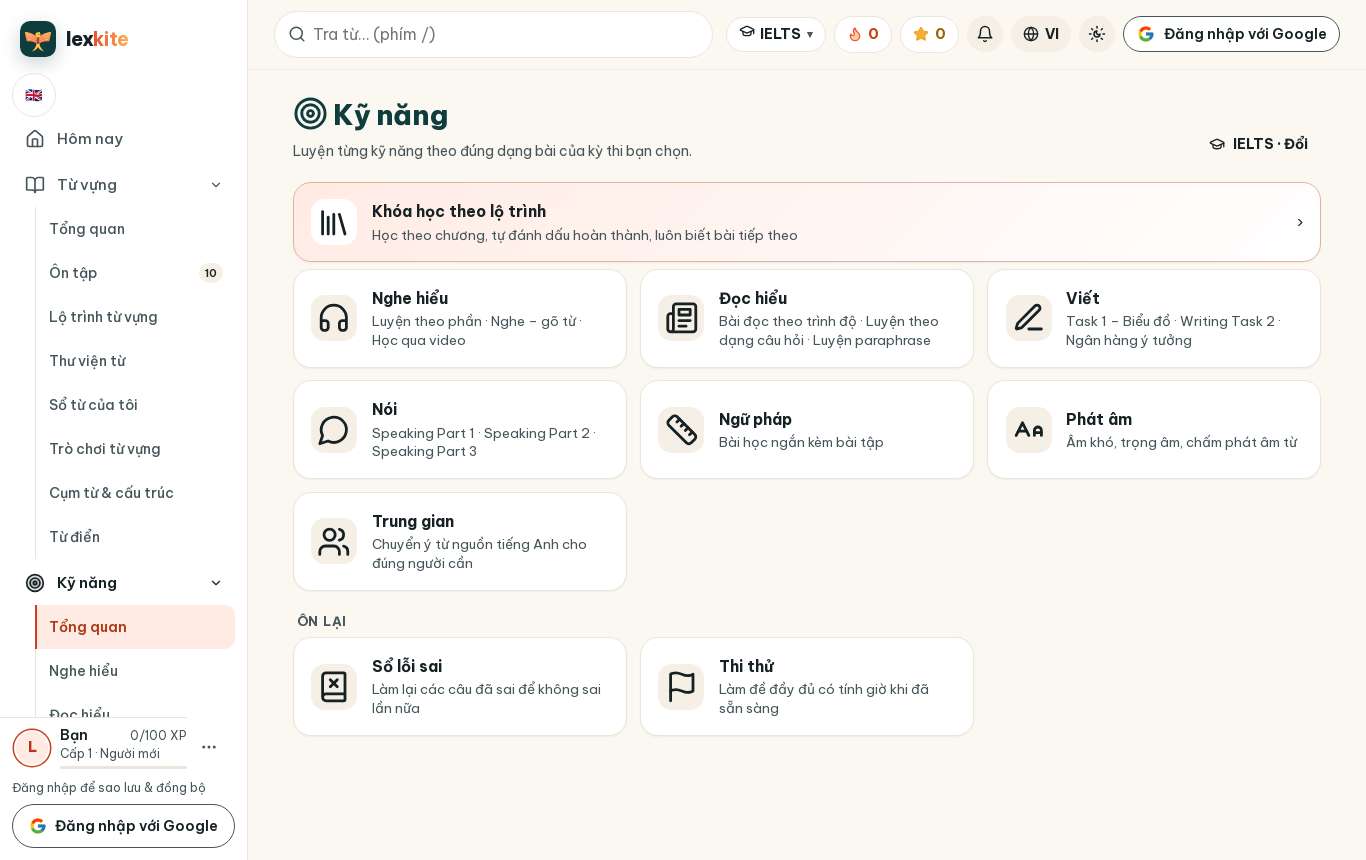 lexkite
Tra từ... (phím /)
IELTS ▾
0
0
VI
Đăng nhập với Google
Hôm nay
Từ vựng
Tổng quan
Ôn tập
10
Lộ trình từ vựng
Thư viện từ
Sổ từ của tôi
Trò chơi từ vựng
Cụm từ & cấu trúc
Từ điển
Kỹ năng
Tổng quan
Nghe hiểu
Đọc hiểu
L
Bạn
0/100 XP
Cấp 1 · Người mới
Đăng nhập để sao lưu & đồng bộ
Đăng nhập với Google
Kỹ năng
Luyện từng kỹ năng theo đúng dạng bài của kỳ thi bạn chọn.
IELTS · Đổi
Khóa học theo lộ trình
Học theo chương, tự đánh dấu hoàn thành, luôn biết bài tiếp theo
Nghe hiểu
Luyện theo phần · Nghe – gõ từ ·
Học qua video
Đọc hiểu
Bài đọc theo trình độ · Luyện theo
dạng câu hỏi · Luyện paraphrase
Viết
Task 1 – Biểu đồ · Writing Task 2 ·
Ngân hàng ý tưởng
Nói
Speaking Part 1 · Speaking Part 2 ·
Speaking Part 3
Ngữ pháp
Bài học ngắn kèm bài tập
Phát âm
Âm khó, trọng âm, chấm phát âm từ
Trung gian
Chuyển ý từ nguồn tiếng Anh cho
đúng người cần
ÔN LẠI
Sổ lỗi sai
Làm lại các câu đã sai để không sai
lần nữa
Thi thử
Làm đề đầy đủ có tính giờ khi đã
sẵn sàng